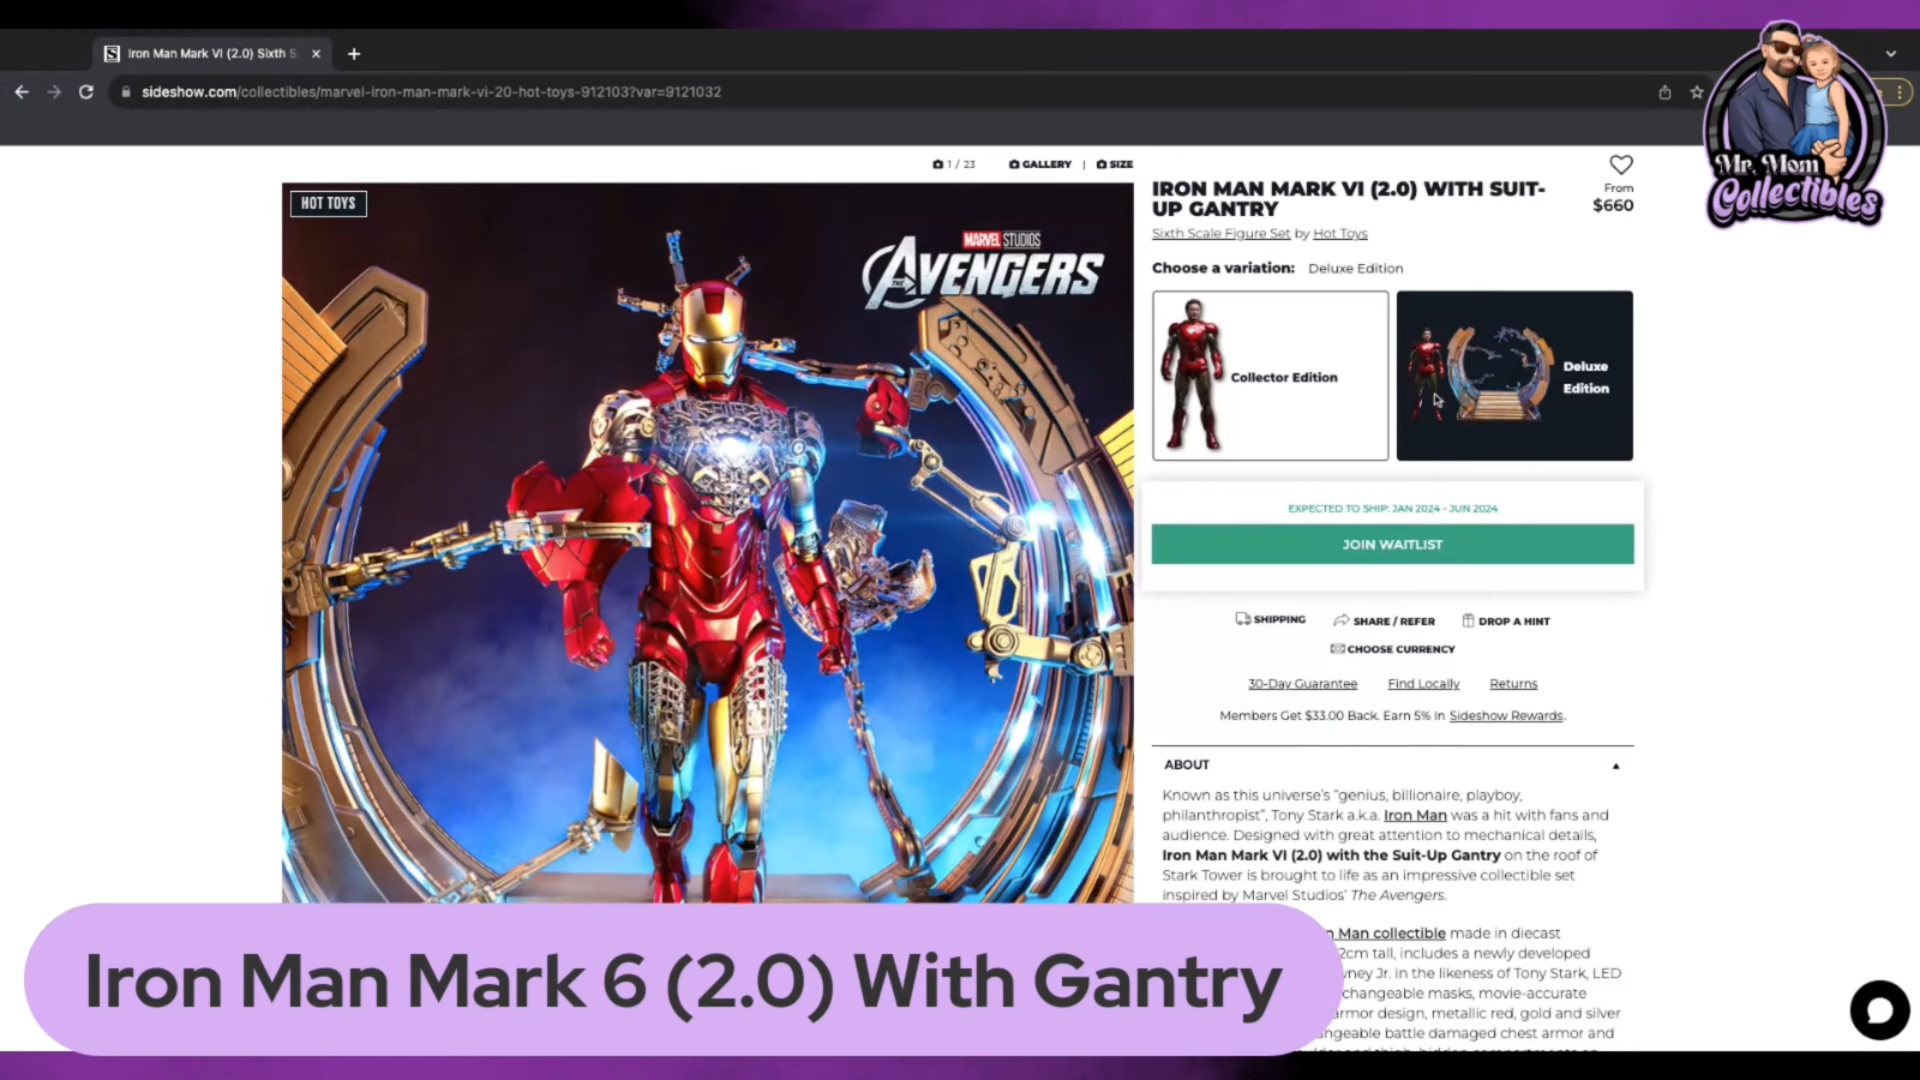 Iron Man Mark VI (2.0) Sixth S
sideshow.com/collectibles/marvel-iron-man-mark-vi-20-hot-toys-912103?var=9121032
Mr. Mom
Collectibles
1 / 23 GALLERY | SIZE
HOT TOYS
MARVEL STUDIOS
THE AVENGERS
IRON MAN MARK VI (2.0) WITH SUIT-
UP GANTRY
From
$660
Sixth Scale Figure Set by Hot Toys
Choose a variation: Deluxe Edition
Collector Edition
Deluxe
Edition
EXPECTED TO SHIP: JAN 2024 - JUN 2024
JOIN WAITLIST
SHIPPING SHARE / REFER DROP A HINT
CHOOSE CURRENCY
30-Day Guarantee Find Locally Returns
Members Get $33.00 Back. Earn 5% In Sideshow Rewards.
ABOUT
Known as this universe's "genius, billionaire, playboy,
philanthropist", Tony Stark a.k.a. Iron Man was a hit with fans and
audience. Designed with great attention to mechanical details,
Iron Man Mark VI (2.0) with the Suit-Up Gantry on the roof of
Stark Tower is brought to life as an impressive collectible set
inspired by Marvel Studios' The Avengers.
n Man collectible made in diecast
2cm tall, includes a newly developed
wney Jr. in the likeness of Tony Stark, LED
changeable masks, movie-accurate
armor design, metallic red, gold and silver
angeable battle damaged chest armor and
Iron Man Mark 6 (2.0) With Gantry